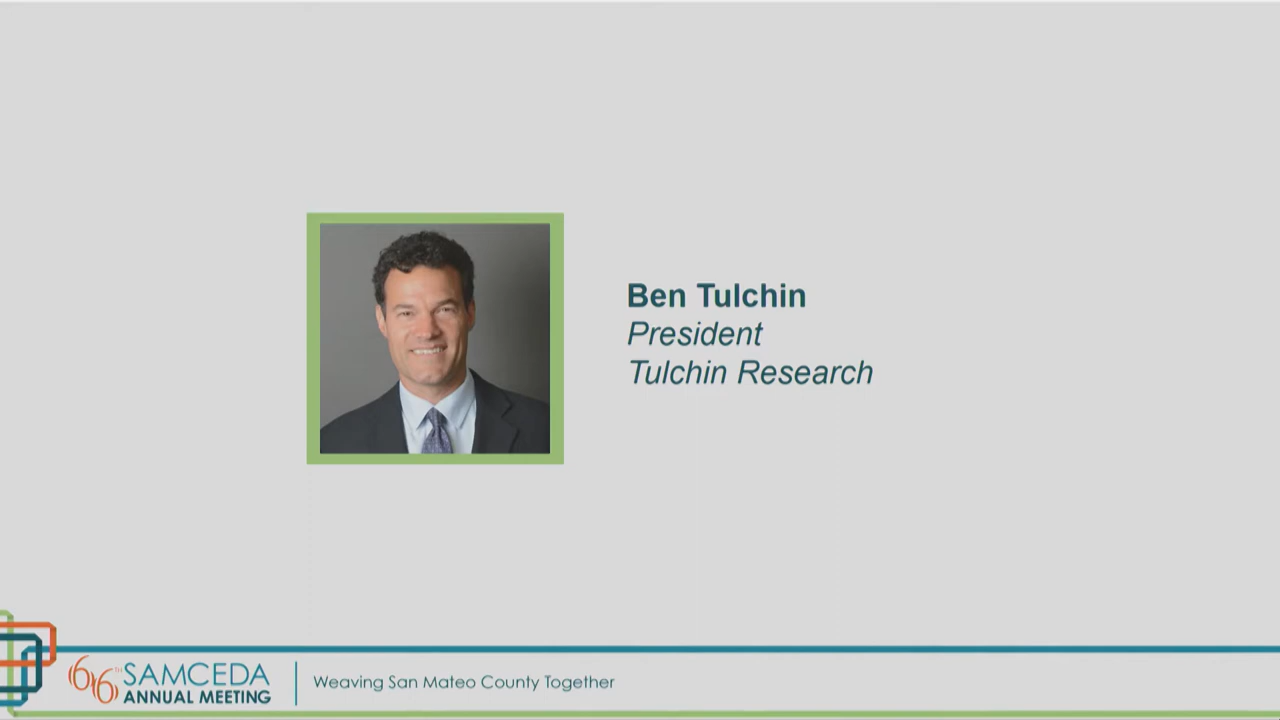 Ben Tulchin
President
Tulchin Research
66TH SAMCEDA
ANNUAL MEETING
Weaving San Mateo County Together